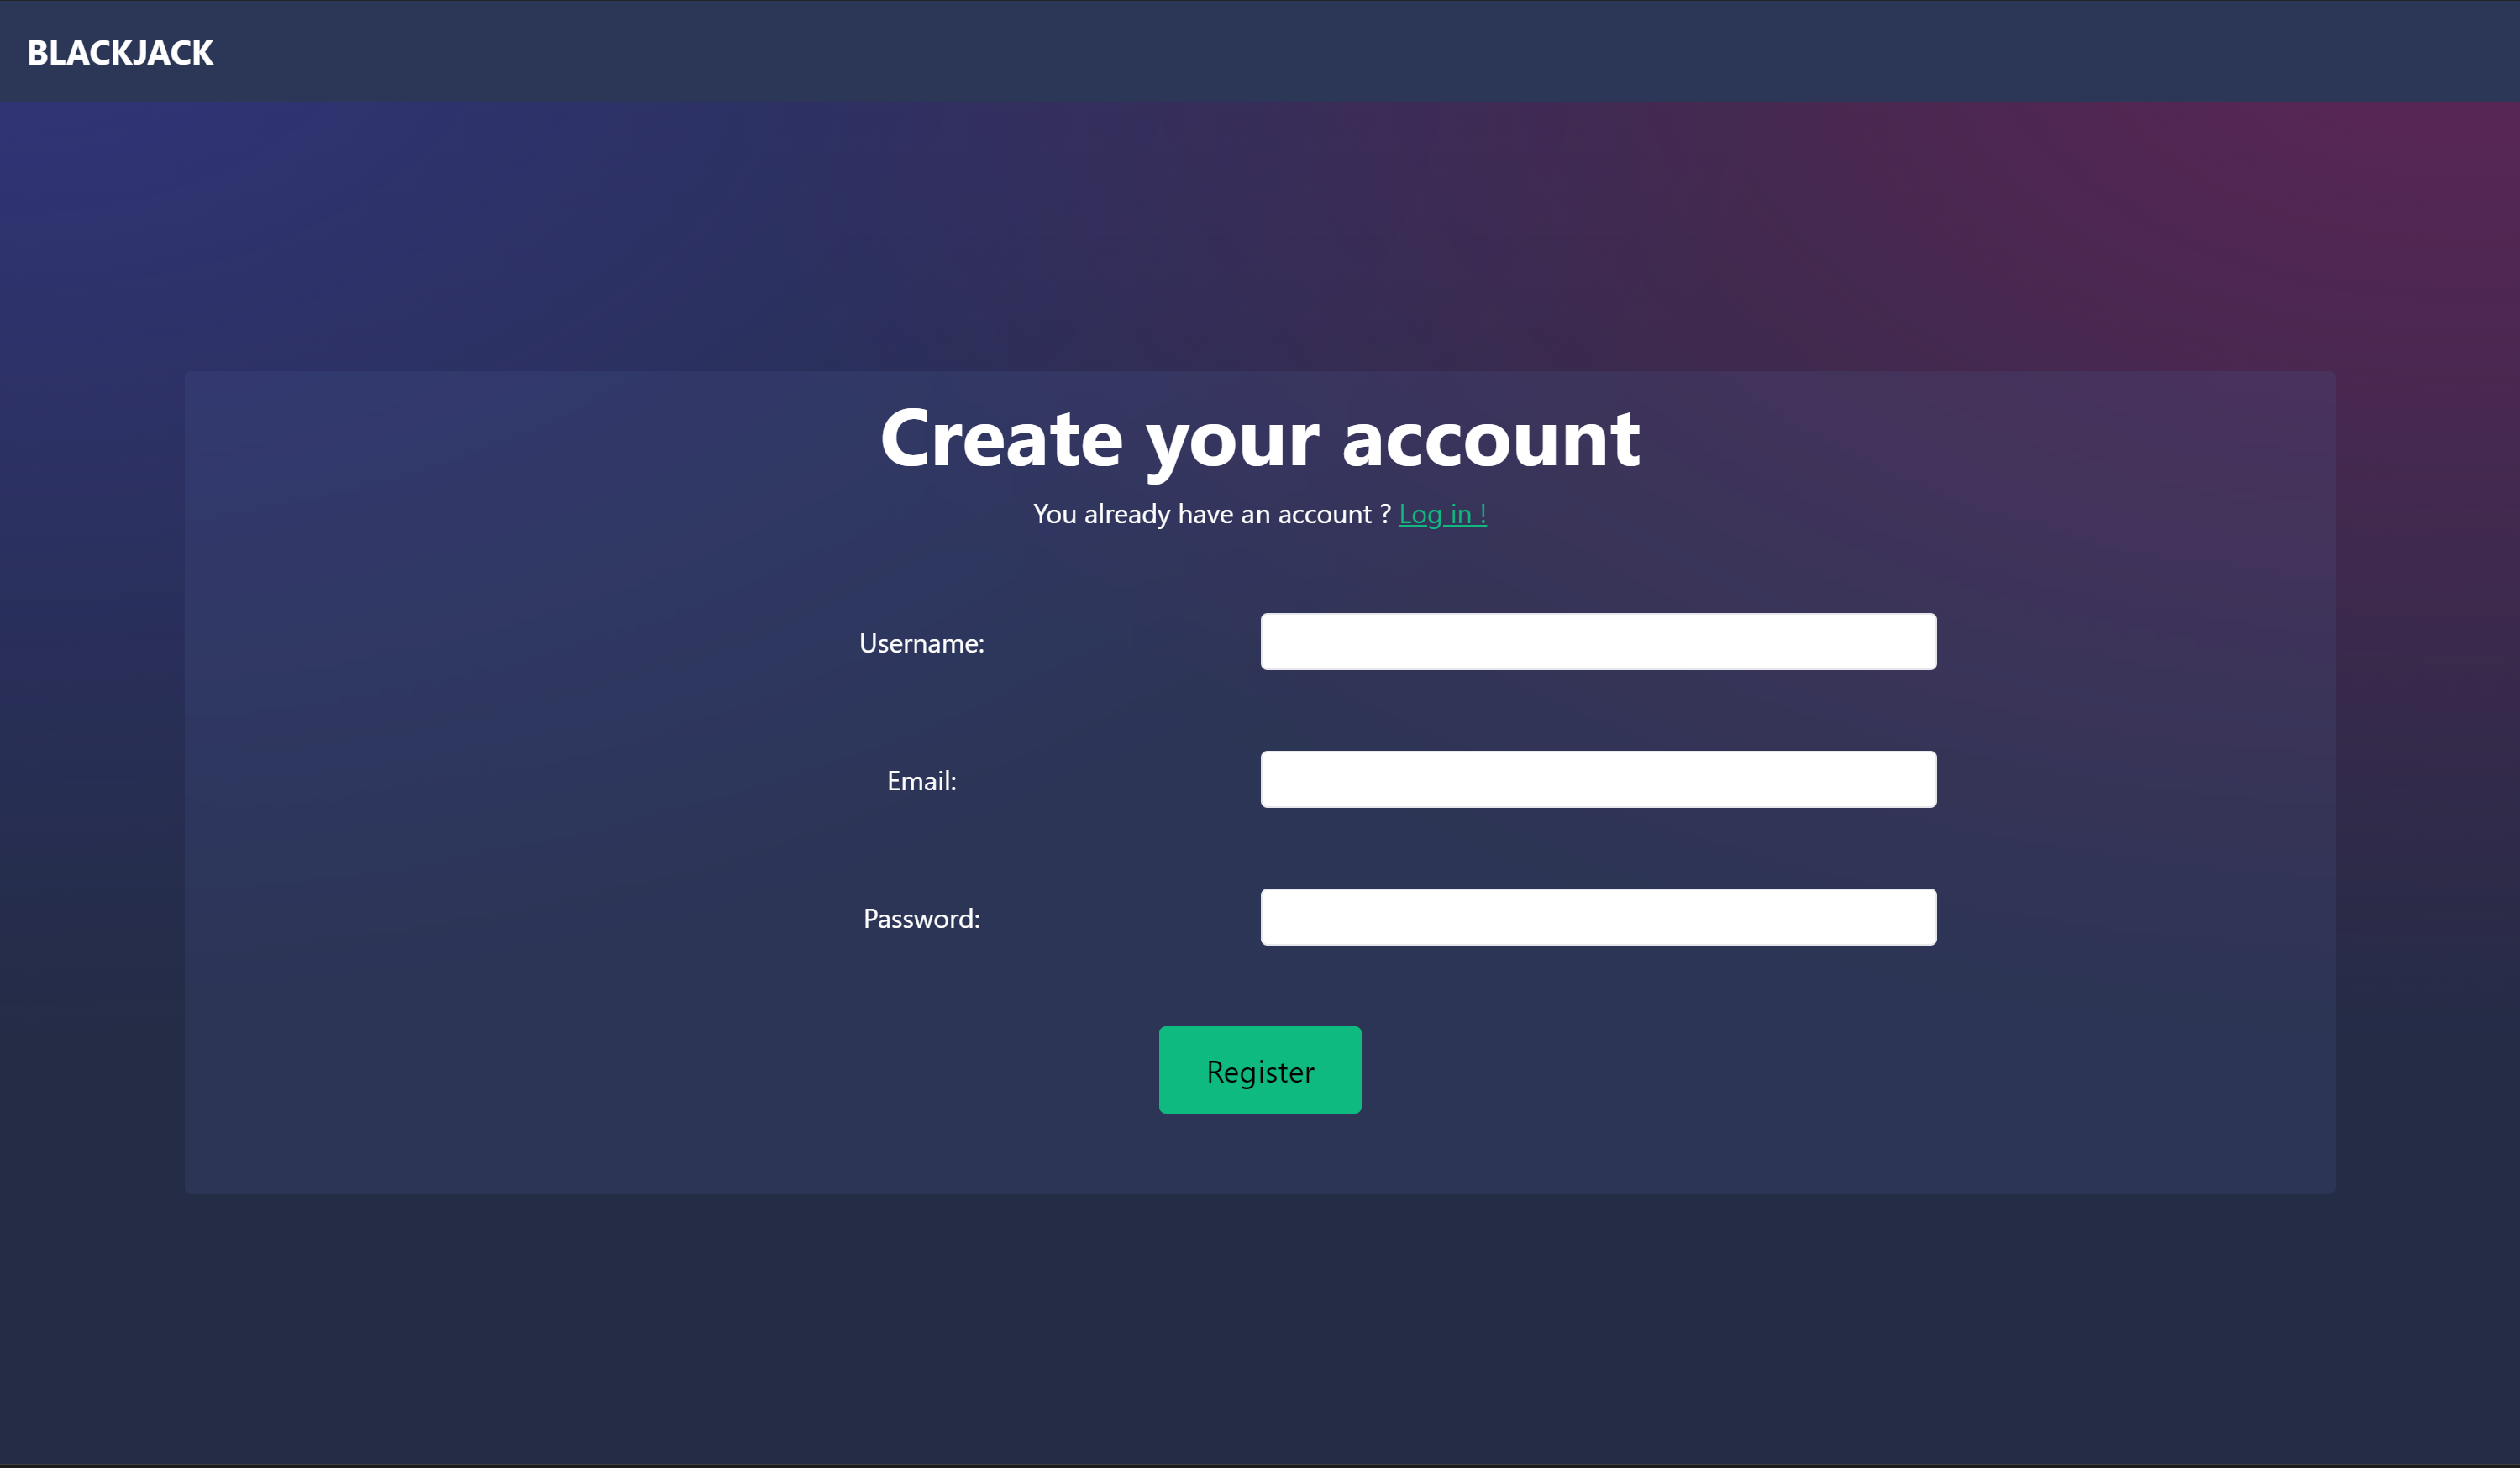 BLACKJACK
Create your account
You already have an account ? Log in !
Username:
Email:
Password:
Register